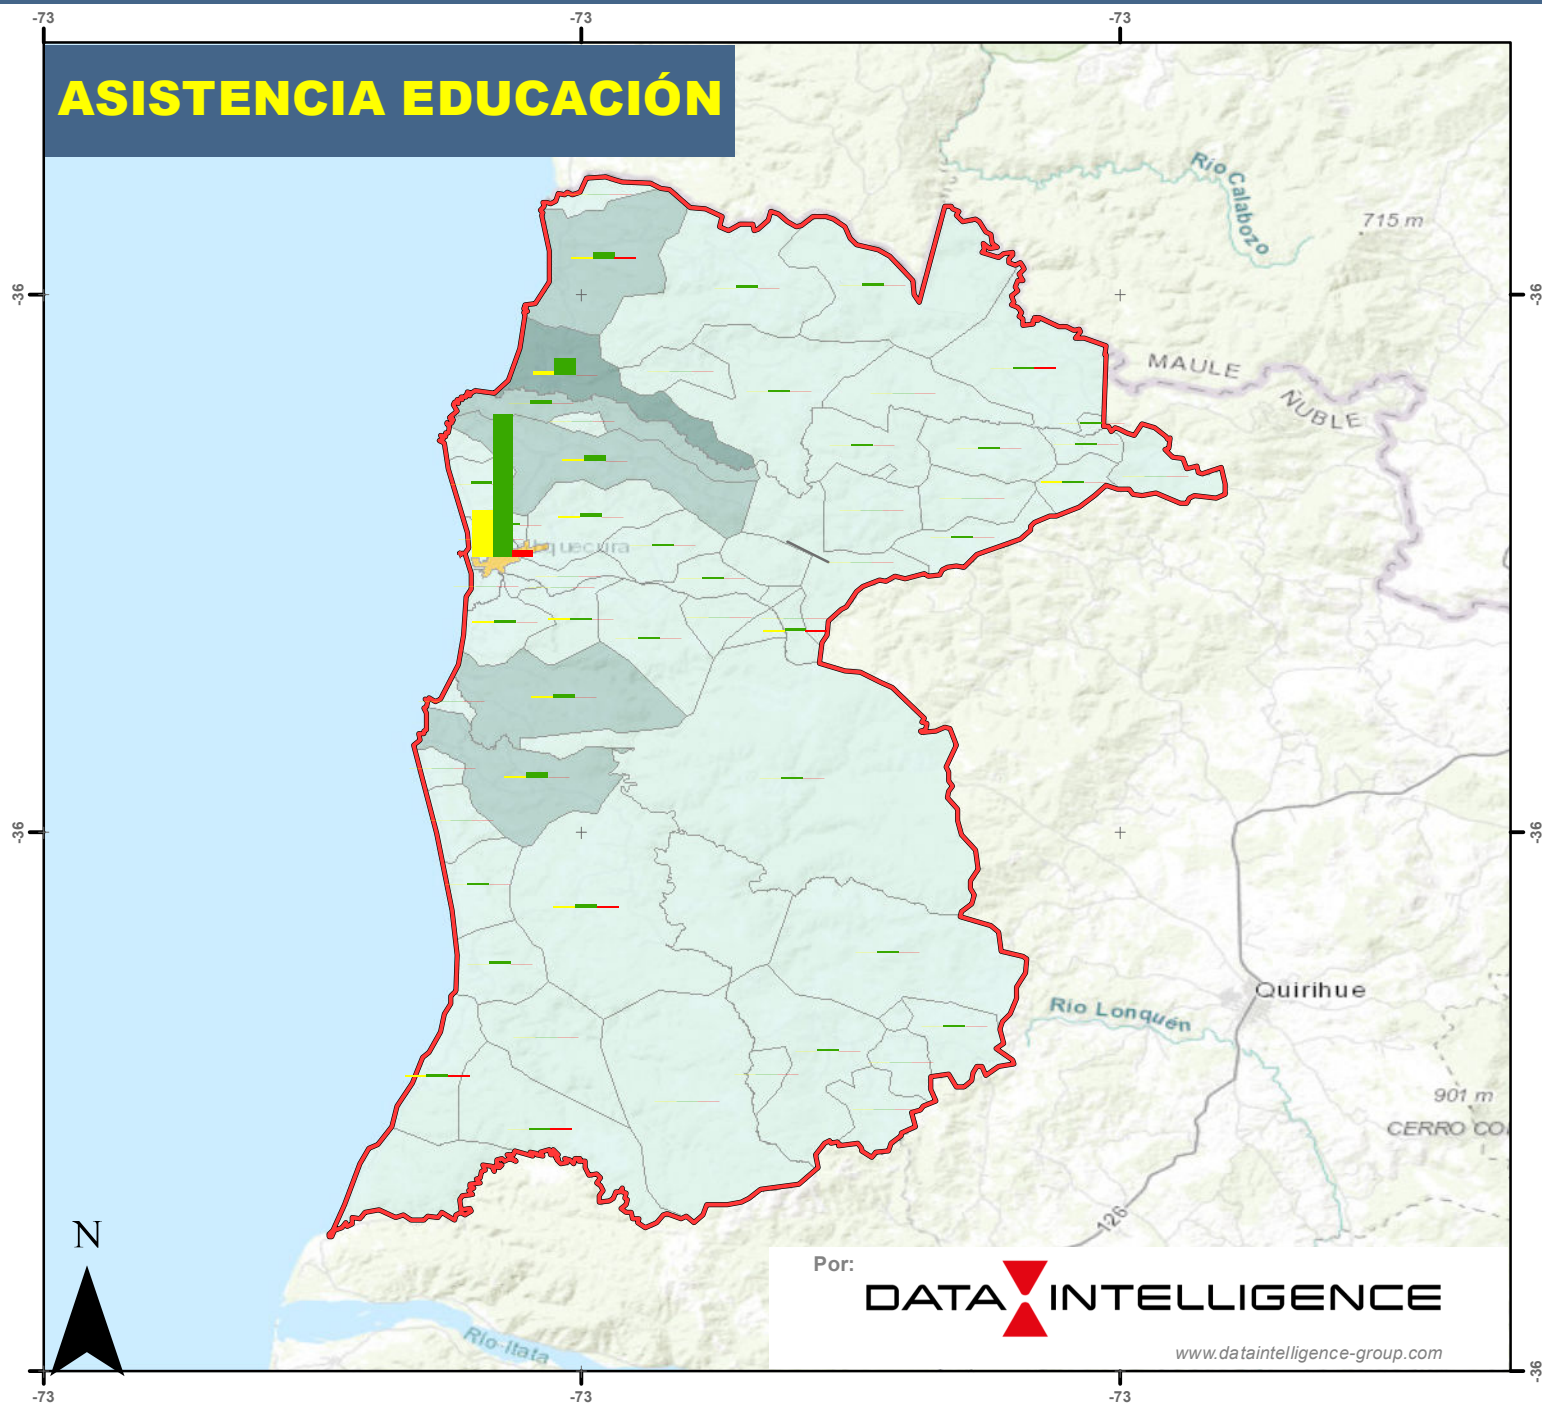 -73 -73 -73
ASISTENCIA EDUCACIÓN
Río Calabozo
715 m
-36 -36
MAULE
ÑUBLE
-36 -36
Quirihue
Río Lonquén
901 m
CERRO CO
126
N
Por:
DATA INTELLIGENCE
www.dataintelligence-group.com
Río Itata
-36
-73 -73 -73